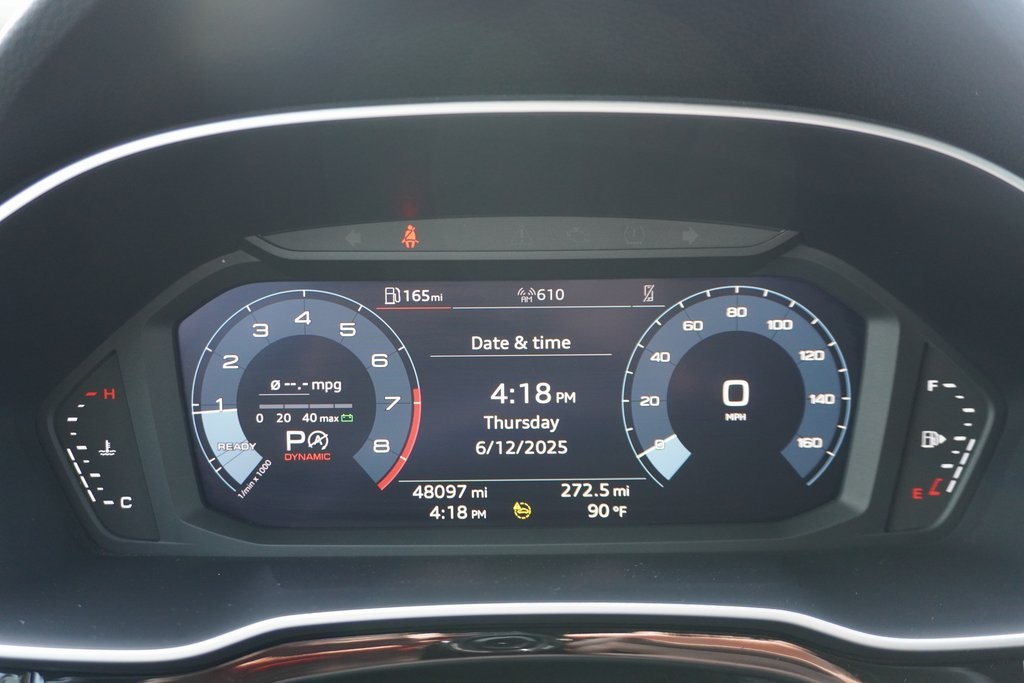 165mi
AM 610
Date & time
4:18 PM
Thursday
6/12/2025
48097 mi
272.5 mi
4:18 PM
90 °F
1 2 3 4 5 6 7 8
READY
1/min x 1000
Ø --.- mpg
0 20 40 max
P A
DYNAMIC
0 20 40 60 80 100 120 140 160
0
MPH
H
C
F
E